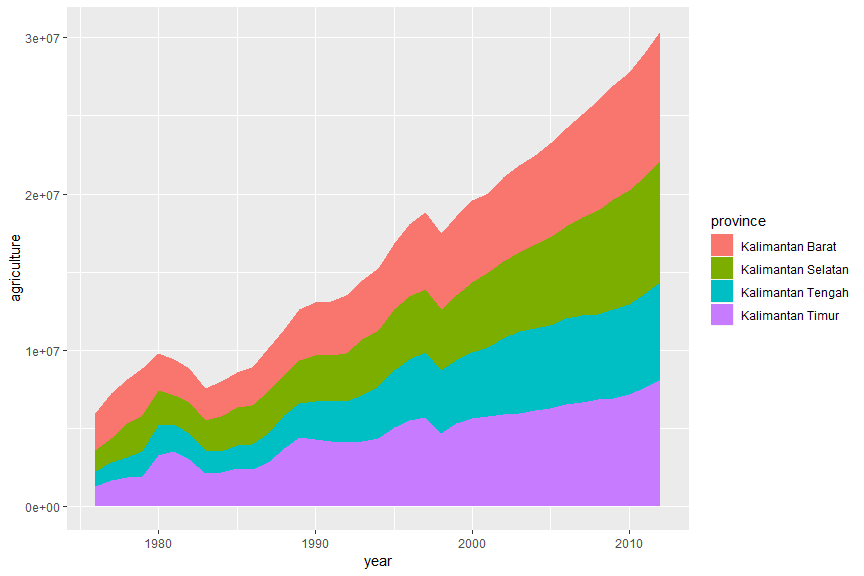 3e+07
2e+07
1e+07
0e+00
agriculture
1980 1990 2000 2010
year
province
Kalimantan Barat
Kalimantan Selatan
Kalimantan Tengah
Kalimantan Timur